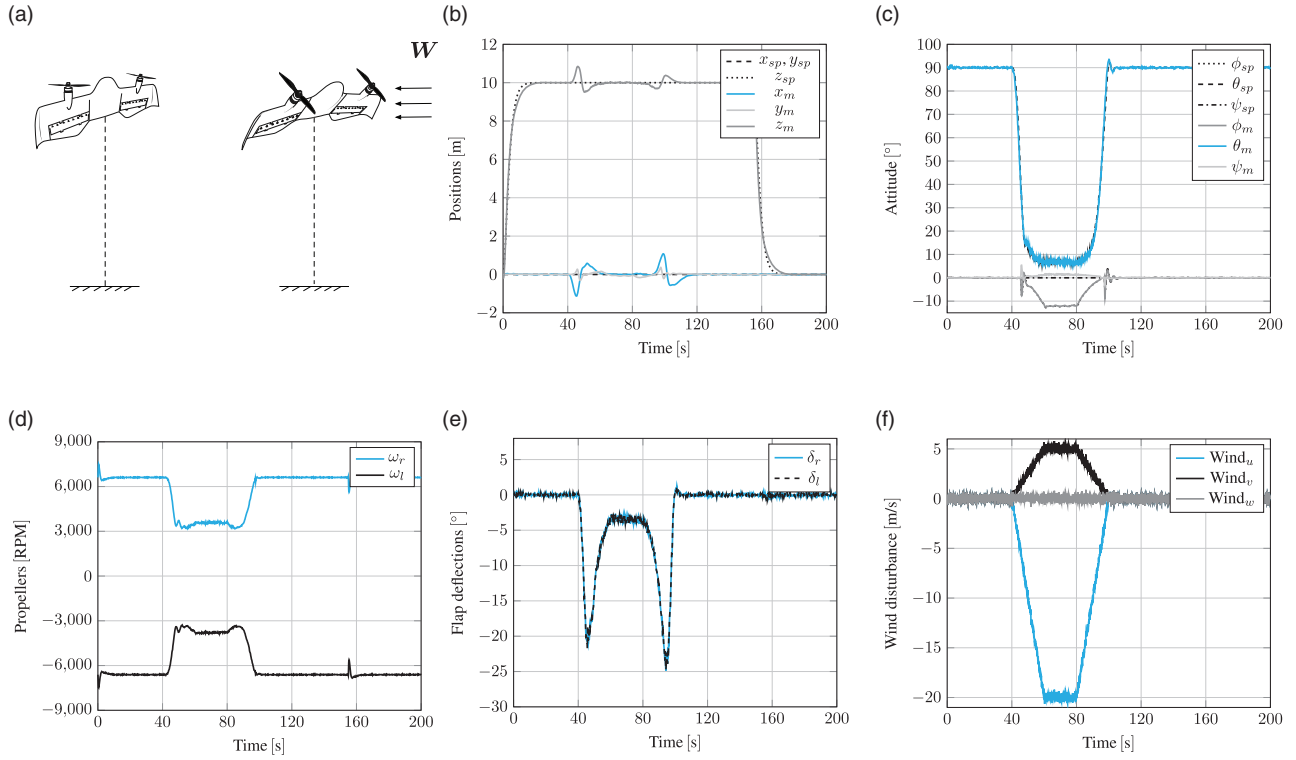 (a)
W
(b)
12
10
8
6
4
2
0
−2
0
40
80
120
160
200
Positions [m]
Time [s]
x_sp, y_sp
z_sp
x_m
y_m
z_m
(c)
100
90
80
70
60
50
40
30
20
10
0
−10
0
40
80
120
160
200
Attitude [°]
Time [s]
ϕ_sp
θ_sp
ψ_sp
ϕ_m
θ_m
ψ_m
(d)
9,000
6,000
3,000
0
−3,000
−6,000
−9,000
0
40
80
120
160
200
Propellers [RPM]
Time [s]
ω_r
ω_l
(e)
5
0
−5
−10
−15
−20
−25
−30
0
40
80
120
160
200
Flap deflections [°]
Time [s]
δ_r
δ_l
(f)
5
0
−5
−10
−15
−20
0
40
80
120
160
200
Wind disturbance [m/s]
Time [s]
Wind_u
Wind_v
Wind_w